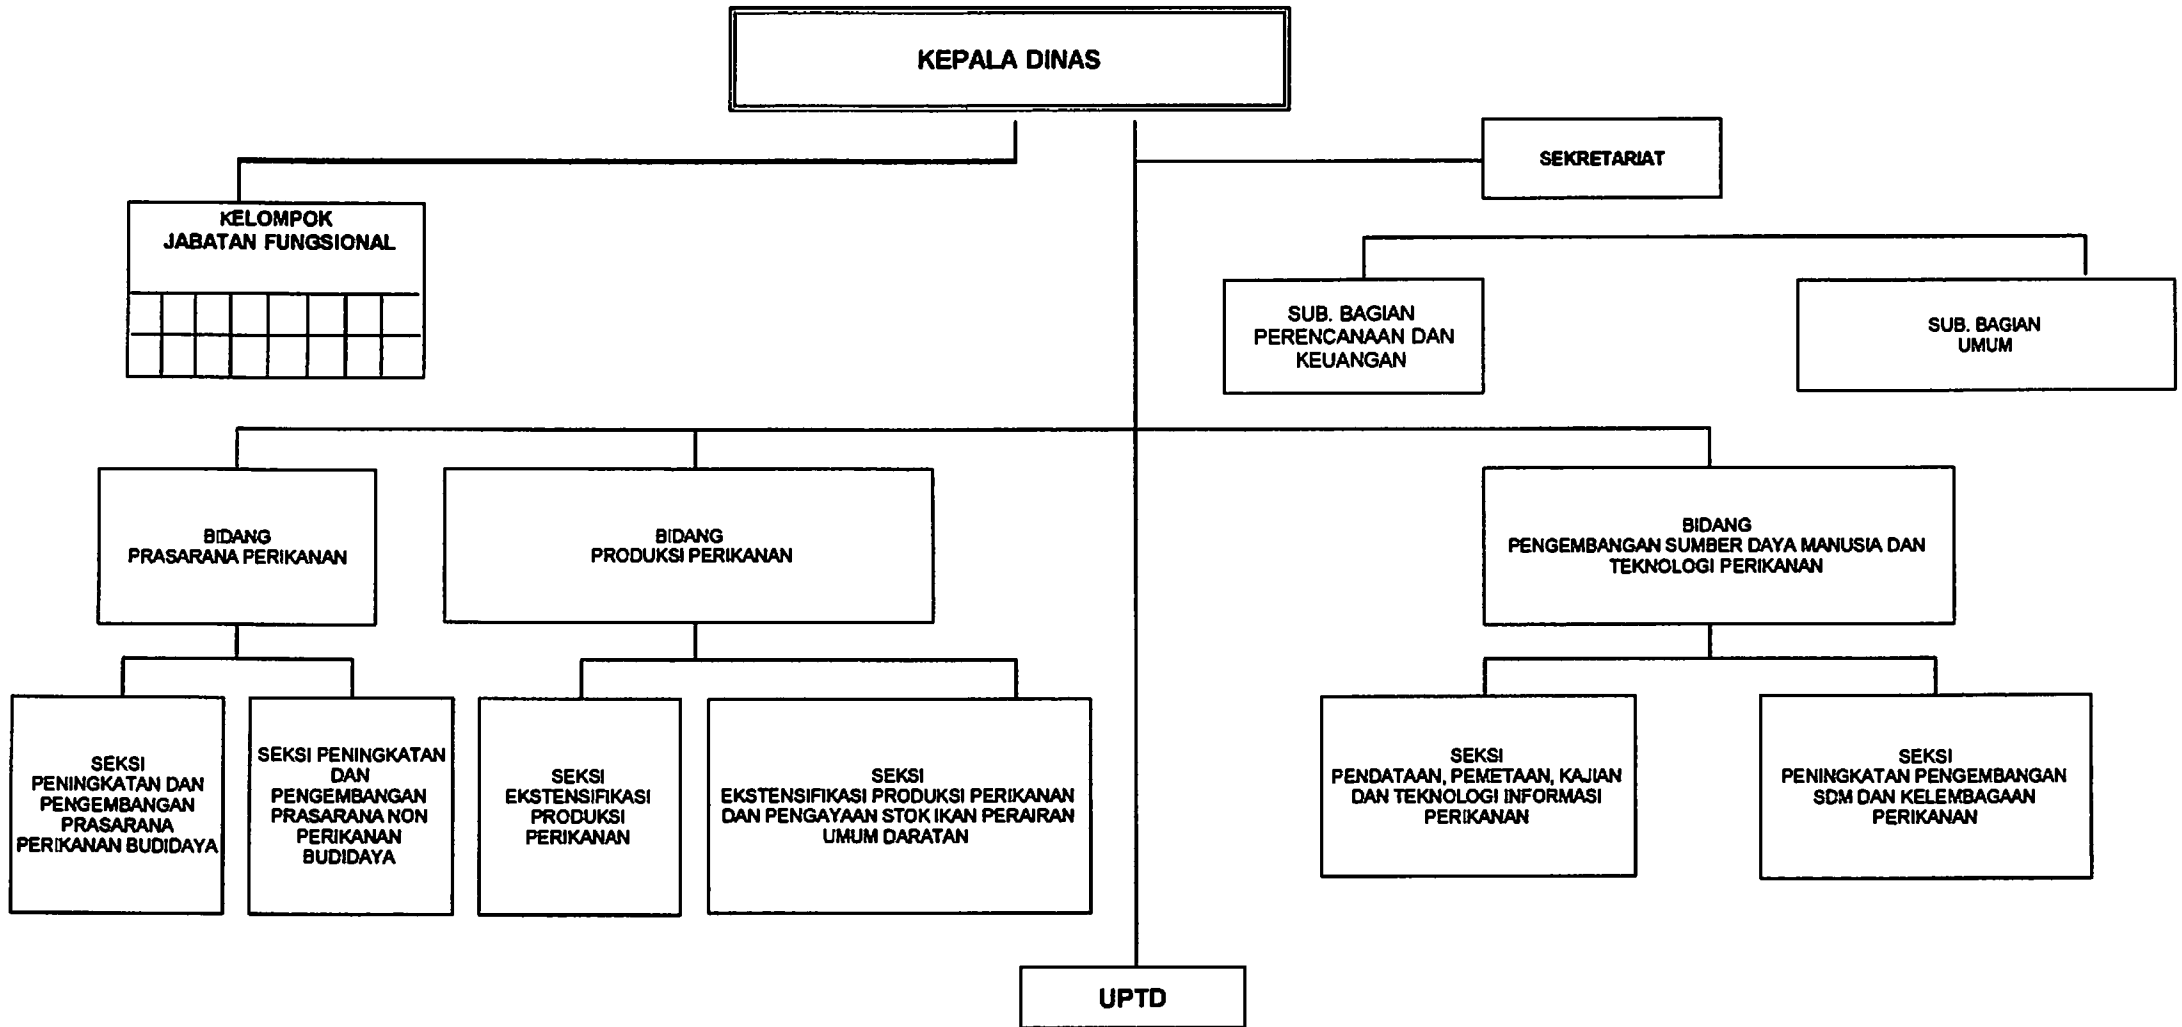 KEPALA DINAS
SEKRETARIAT
KELOMPOK
JABATAN FUNGSIONAL
SUB. BAGIAN
PERENCANAAN DAN
KEUANGAN
SUB. BAGIAN
UMUM
BIDANG
PRASARANA PERIKANAN
BIDANG
PRODUKSI PERIKANAN
BIDANG
PENGEMBANGAN SUMBER DAYA MANUSIA DAN
TEKNOLOGI PERIKANAN
SEKSI
PENINGKATAN DAN
PENGEMBANGAN
PRASARANA
PERIKANAN BUDIDAYA
SEKSI PENINGKATAN
DAN
PENGEMBANGAN
PRASARANA NON
PERIKANAN
BUDIDAYA
SEKSI
EKSTENSIFIKASI
PRODUKSI
PERIKANAN
SEKSI
EKSTENSIFIKASI PRODUKSI PERIKANAN
DAN PENGAYAAN STOK IKAN PERAIRAN
UMUM DARATAN
SEKSI
PENDATAAN, PEMETAAN, KAJIAN
DAN TEKNOLOGI INFORMASI
PERIKANAN
SEKSI
PENINGKATAN PENGEMBANGAN
SDM DAN KELEMBAGAAN
PERIKANAN
UPTD